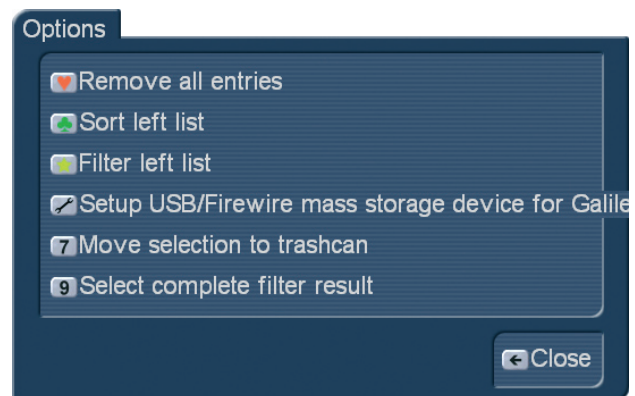 Options
Remove all entries
Sort left list
Filter left list
Setup USB/Firewire mass storage device for Galile
7 Move selection to trashcan
9 Select complete filter result
Close